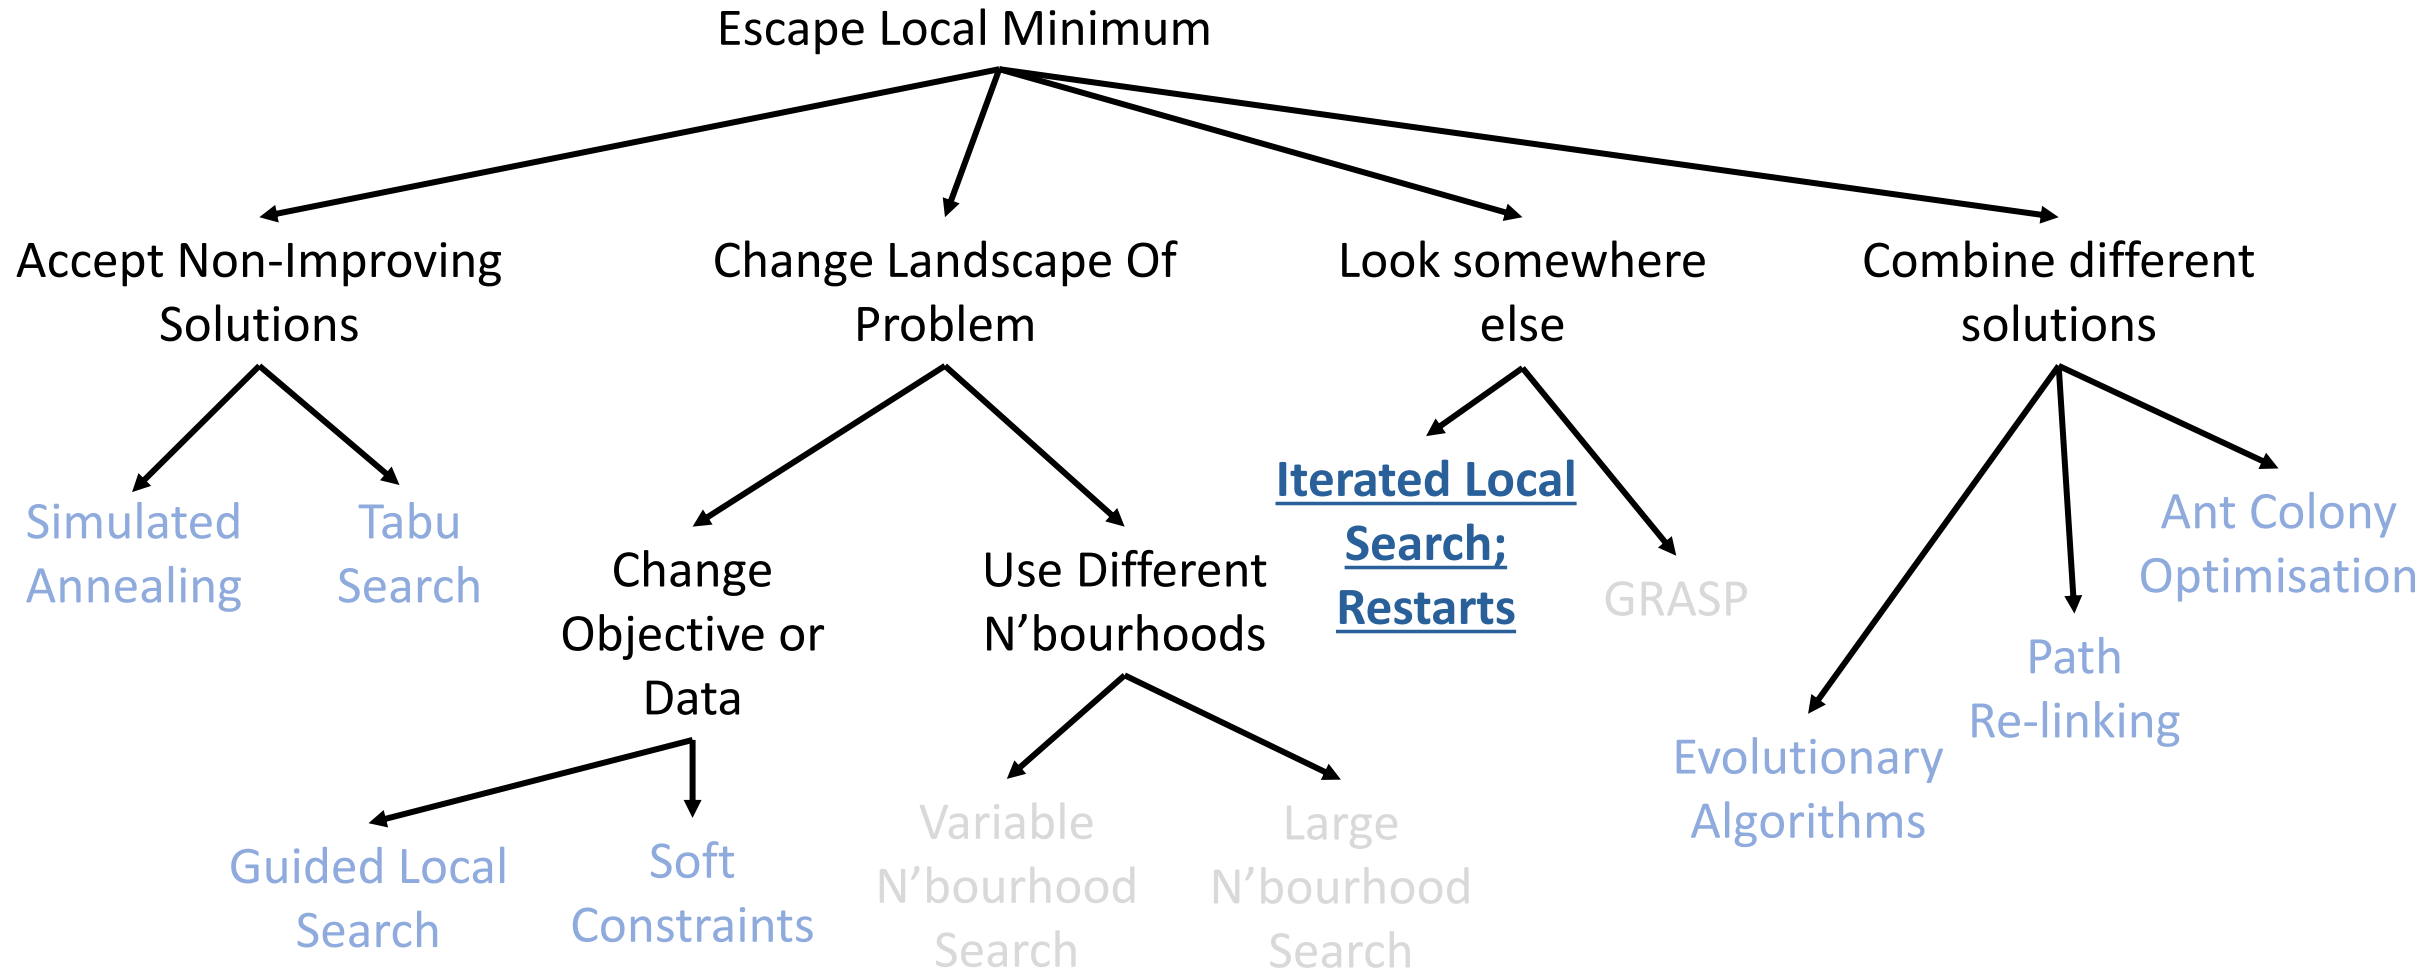 Escape Local Minimum
Accept Non-Improving
Solutions
Change Landscape Of
Problem
Look somewhere
else
Combine different
solutions
Simulated
Annealing
Tabu
Search
Change
Objective or
Data
Use Different
N’bourhoods
Iterated Local
Search;
Restarts
GRASP
Ant Colony
Optimisation
Path
Re-linking
Evolutionary
Algorithms
Guided Local
Search
Soft
Constraints
Variable
N’bourhood
Search
Large
N’bourhood
Search